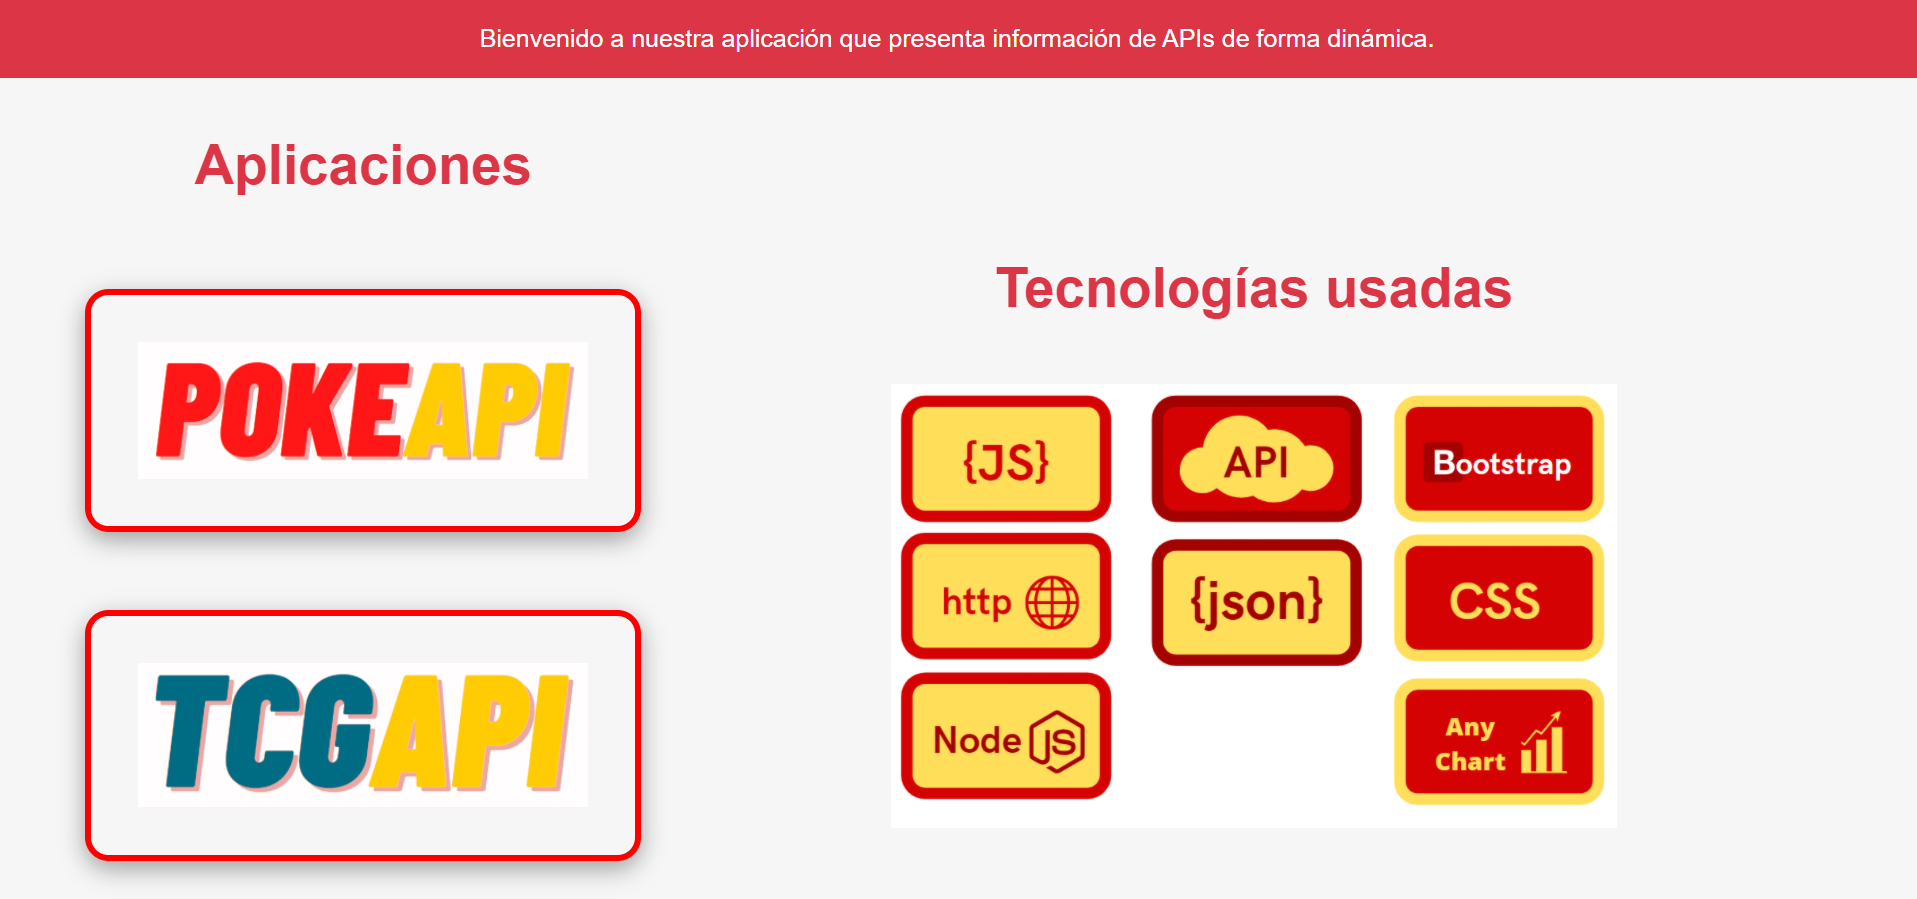 Bienvenido a nuestra aplicación que presenta información de APIs de forma dinámica.
Aplicaciones
POKEAPI
TCGAPI
Tecnologías usadas
{JS}
API
Bootstrap
http
{json}
CSS
Node JS
Any
Chart